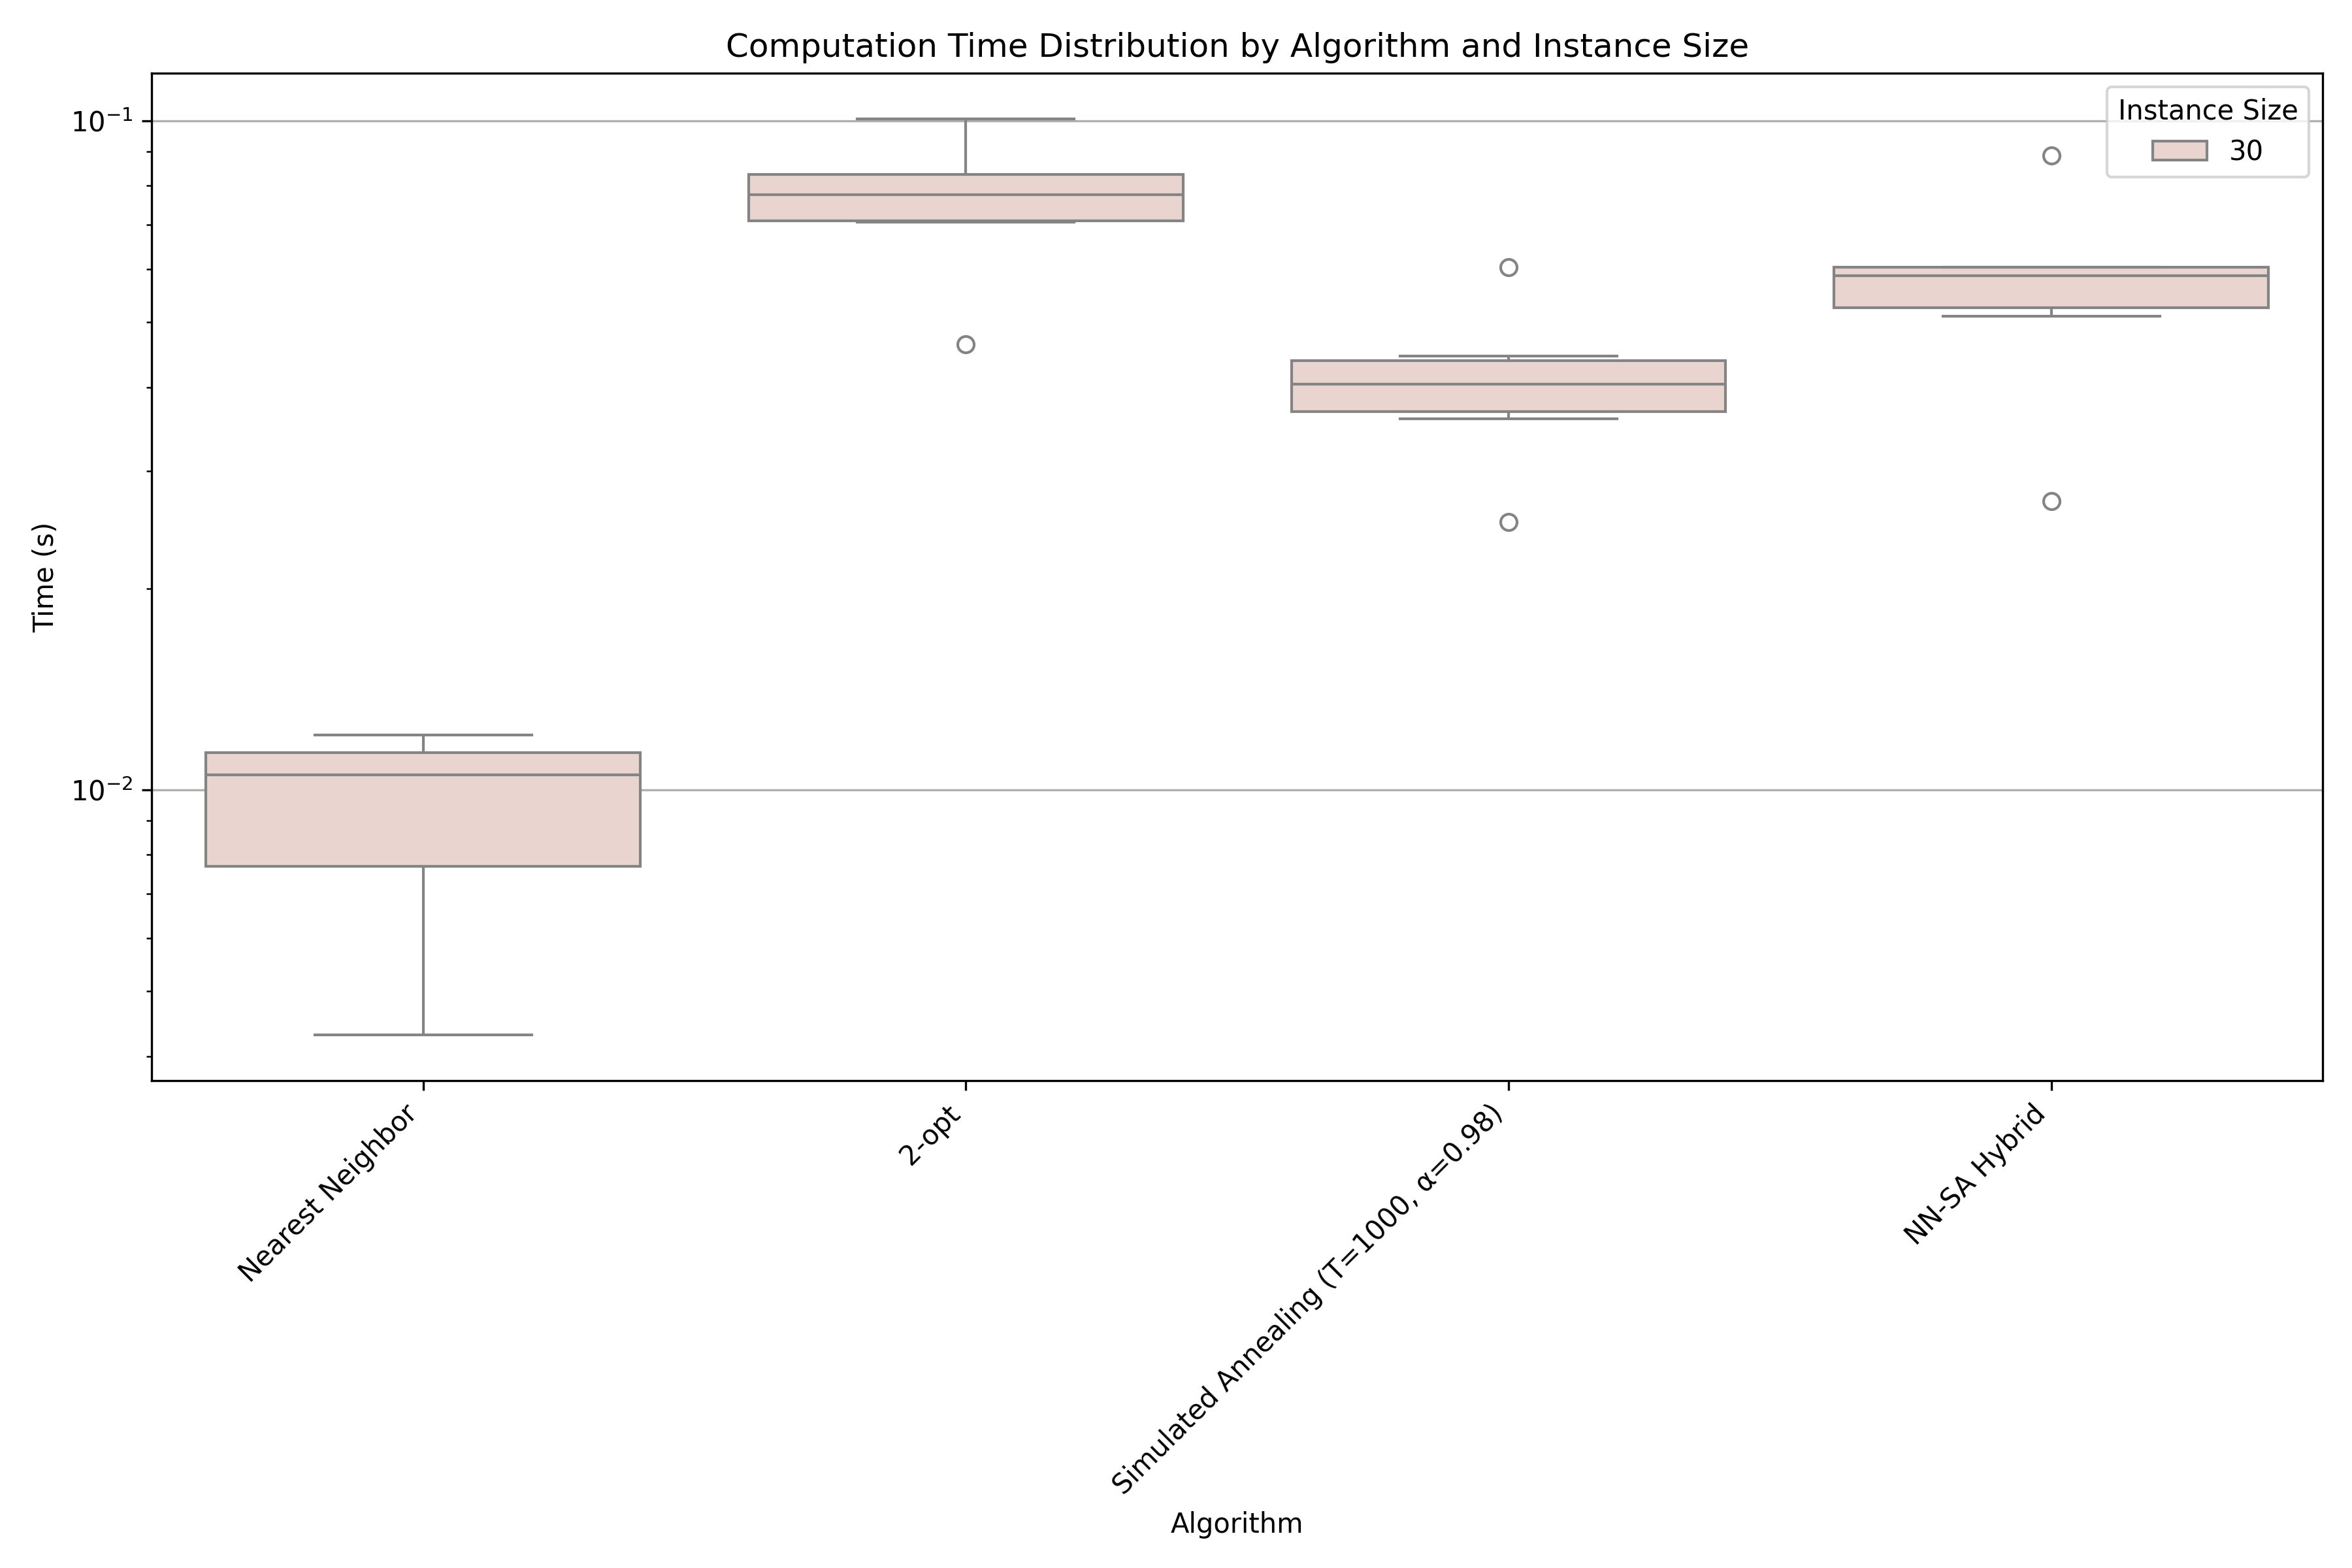 Computation Time Distribution by Algorithm and Instance Size
Instance Size
30
10⁻¹
10⁻²
Time (s)
Nearest Neighbor
2-opt
Simulated Annealing (T=1000, α=0.98)
NN-SA Hybrid
Algorithm